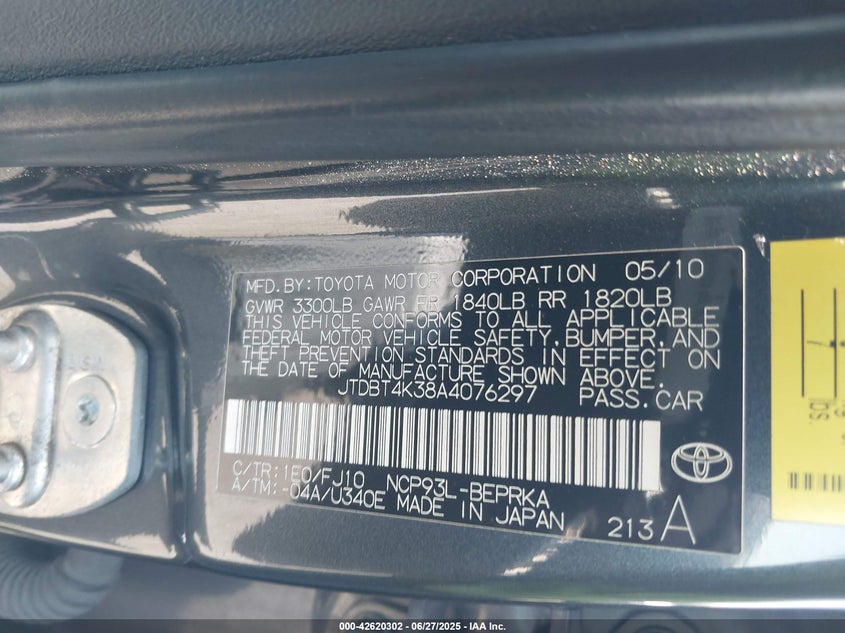 MFD.BY:TOYOTA MOTOR CORPORATION 05/10
GVWR 3300LB GAWR FR 1840LB RR 1820LB
THIS VEHICLE CONFORMS TO ALL APPLICABLE
FEDERAL MOTOR VEHICLE SAFETY,BUMPER,AND
THEFT PREVENTION STANDARDS IN EFFECT ON
THE DATE OF MANUFACTURE SHOWN ABOVE.
JTDBT4K38A4076297 PASS.CAR
C/TR:1E0/FJ10 NCP93L-BEPRKA
A/TM:-04A/U340E MADE IN JAPAN
213A
000-42620302 - 06/27/2025 - IAA Inc.